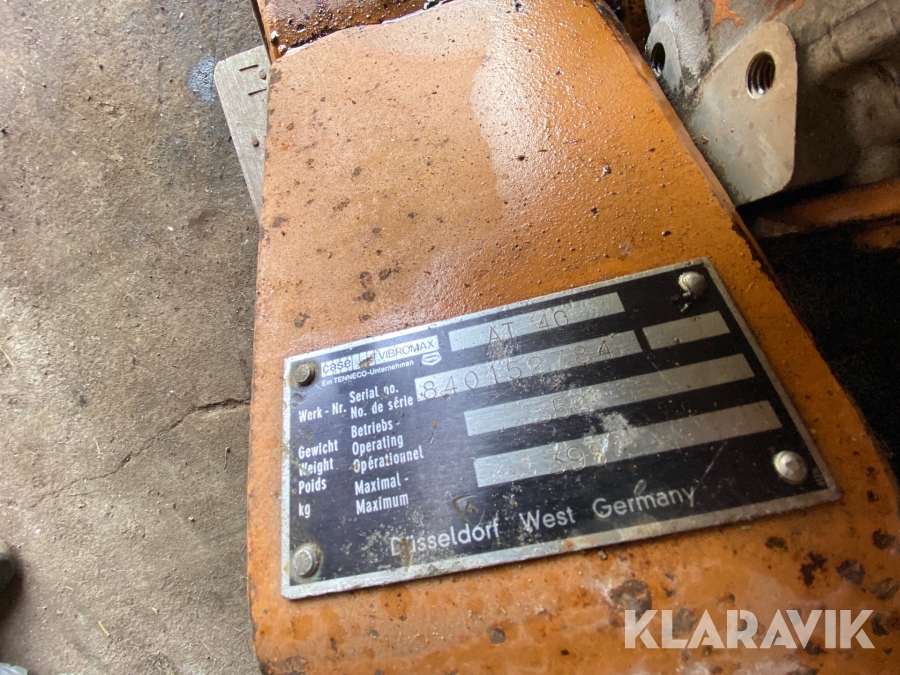 case VIBROMAX
AT 40
Ein TENNECO-Unternehmen
Werk - Nr. Serial no. No. de série
840152784
Gewicht Weight Poids kg
Betriebs - Operating Opérationnel
Maximal - Maximum
Düsseldorf West Germany
KLARAVIK